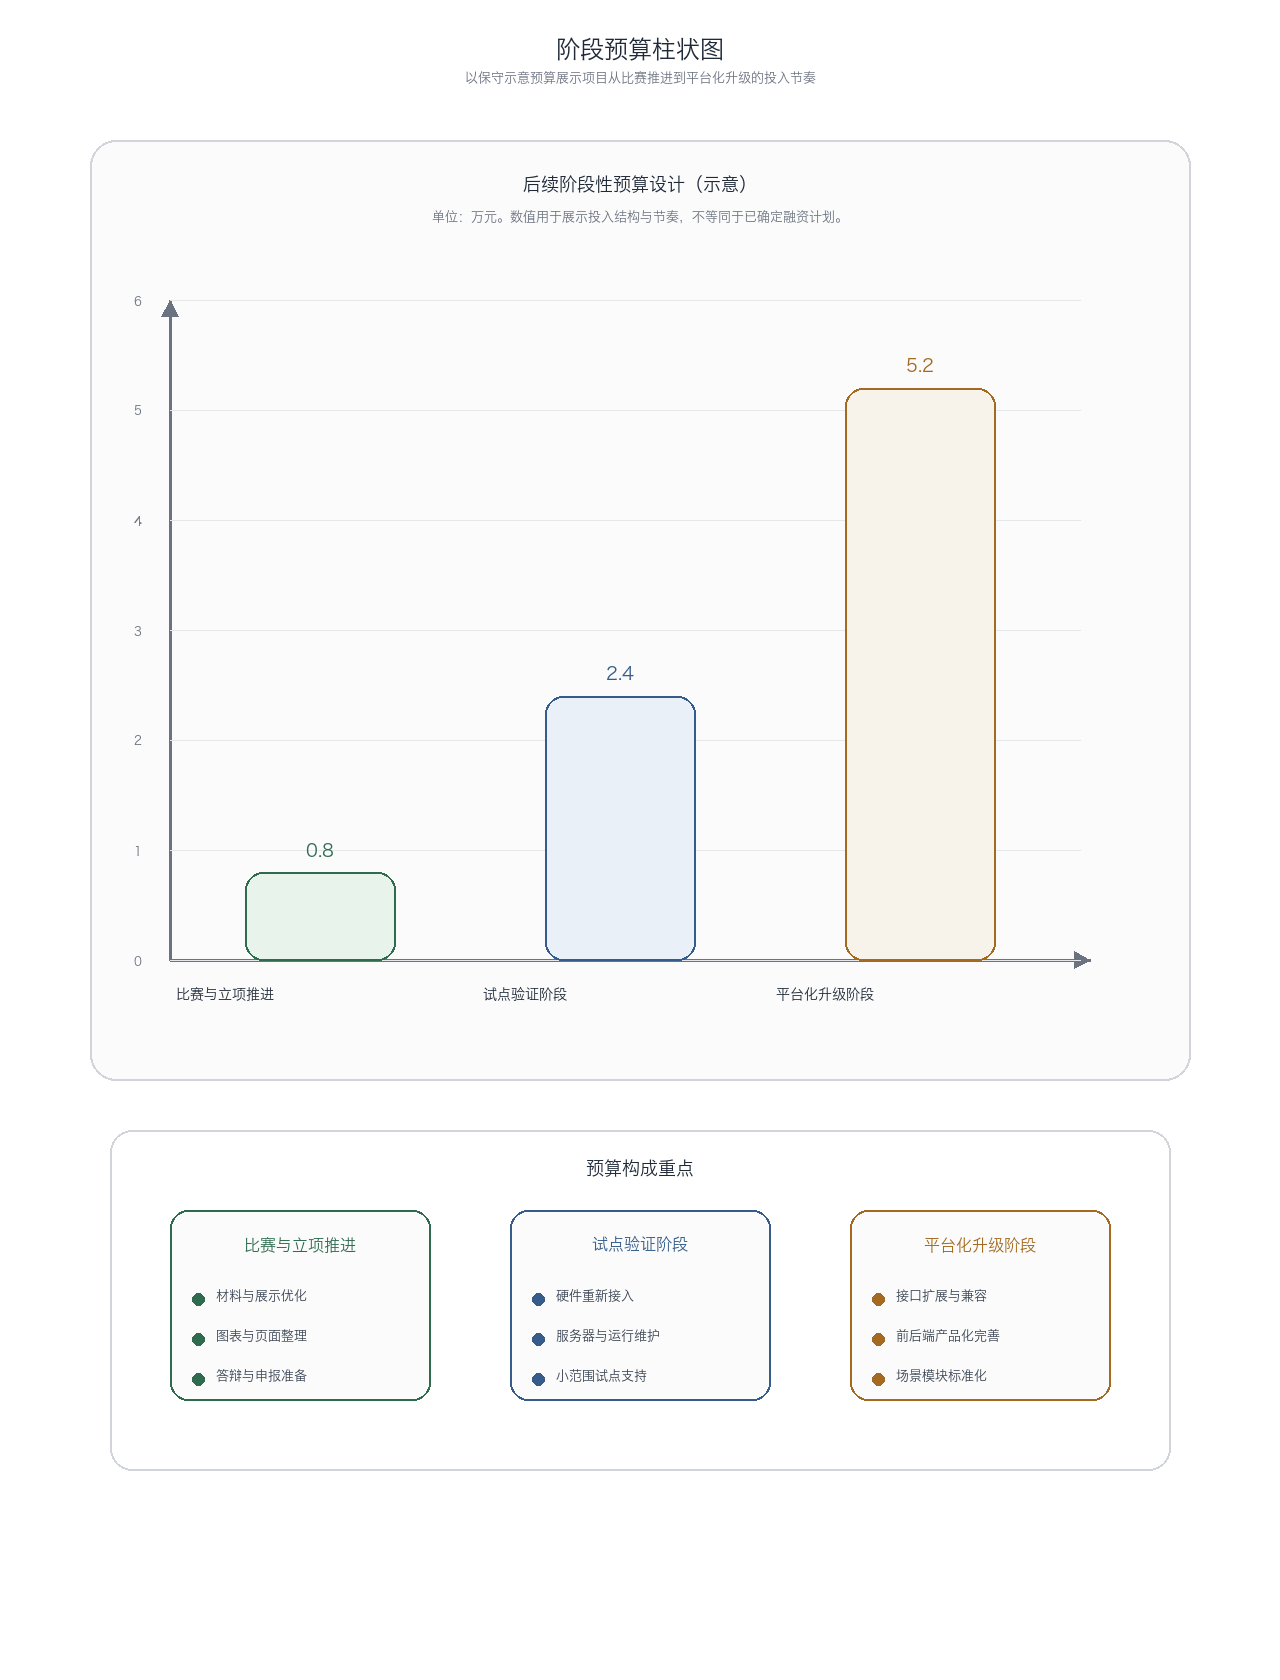 阶段预算柱状图
以保守示意预算展示项目从比赛推进到平台化升级的投入节奏
后续阶段性预算设计（示意）
单位：万元。数值用于展示投入结构与节奏，不等同于已确定融资计划。
6
5.2
5
4
3
2.4
2
1
0.8
0
比赛与立项推进
试点验证阶段
平台化升级阶段
预算构成重点
比赛与立项推进
材料与展示优化
图表与页面整理
答辩与申报准备
试点验证阶段
硬件重新接入
服务器与运行维护
小范围试点支持
平台化升级阶段
接口扩展与兼容
前后端产品化完善
场景模块标准化